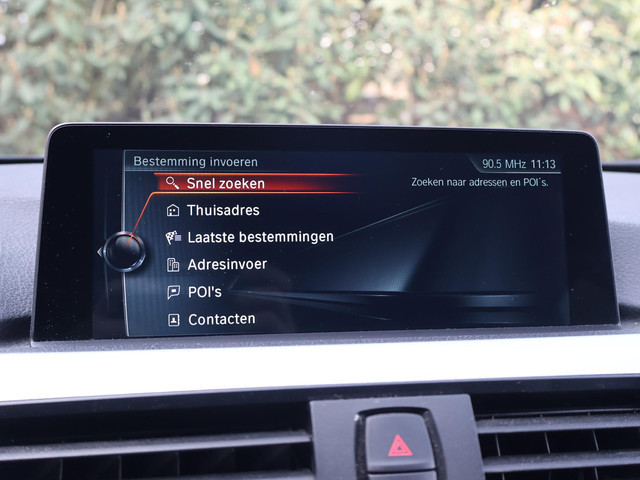 Bestemming invoeren
90.5 MHz 11:13
Snel zoeken
Zoeken naar adressen en POI's.
Thuisadres
Laatste bestemmingen
Adresinvoer
POI's
Contacten